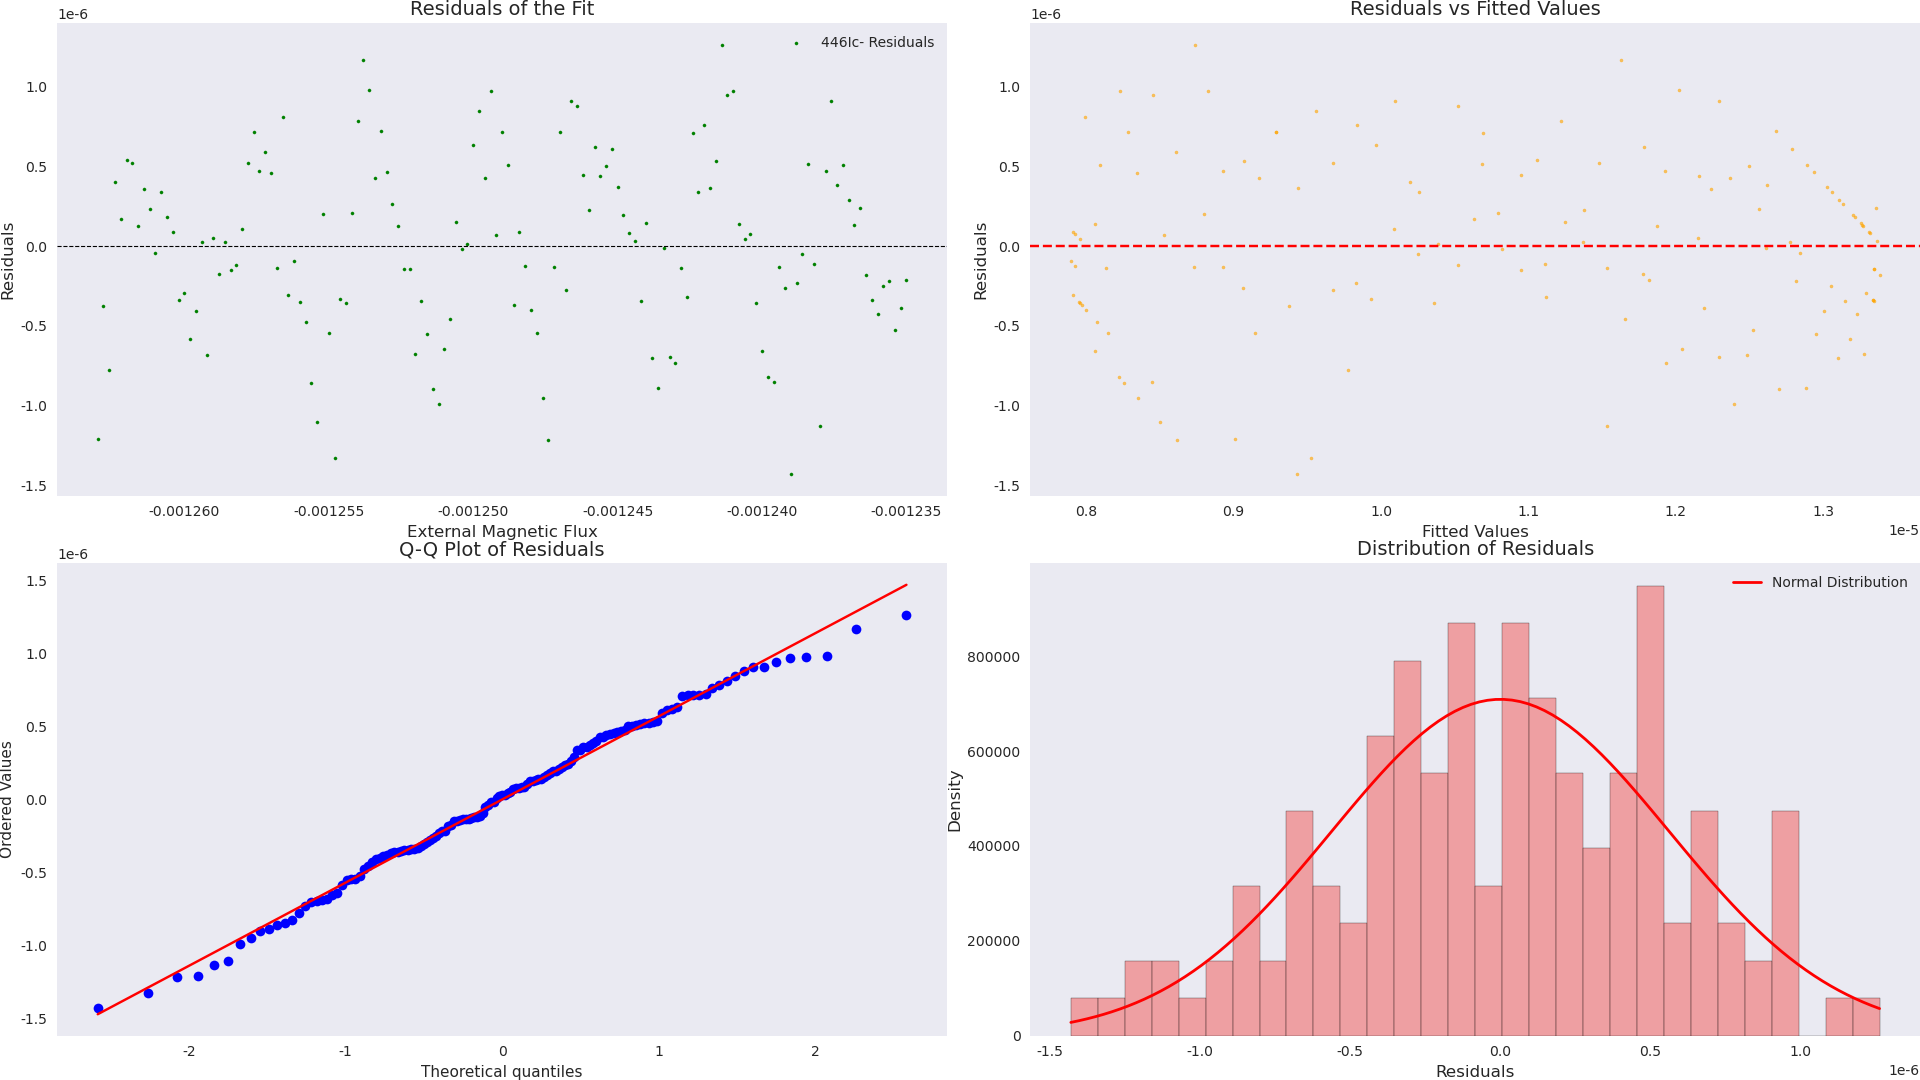 Residuals of the Fit
1e-6
446Ic- Residuals
1.0
0.5
0.0
-0.5
-1.0
-1.5
Residuals
-0.001260
-0.001255
-0.001250
-0.001245
-0.001240
-0.001235
External Magnetic Flux
Residuals vs Fitted Values
1e-6
1.0
0.5
0.0
-0.5
-1.0
-1.5
Residuals
0.8
0.9
1.0
1.1
1.2
1.3
1e-5
Fitted Values
Q-Q Plot of Residuals
1e-6
1.5
1.0
0.5
0.0
-0.5
-1.0
-1.5
Ordered Values
-2
-1
0
1
2
Theoretical quantiles
Distribution of Residuals
Normal Distribution
800000
600000
400000
200000
0
Density
-1.5
-1.0
-0.5
0.0
0.5
1.0
1e-6
Residuals